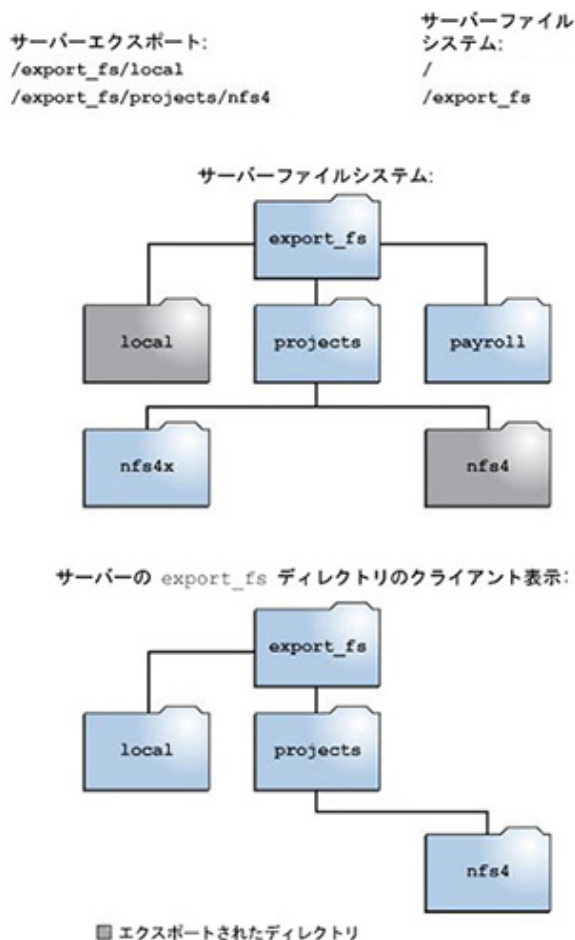 サーバーエクスポート:
/export_fs/local
/export_fs/projects/nfs4
サーバーファイル
システム:
/
/export_fs
サーバーファイルシステム:
export_fs
local
projects
payroll
nfs4x
nfs4
サーバーの export_fs ディレクトリのクライアント表示:
export_fs
local
projects
nfs4
エクスポートされたディレクトリ